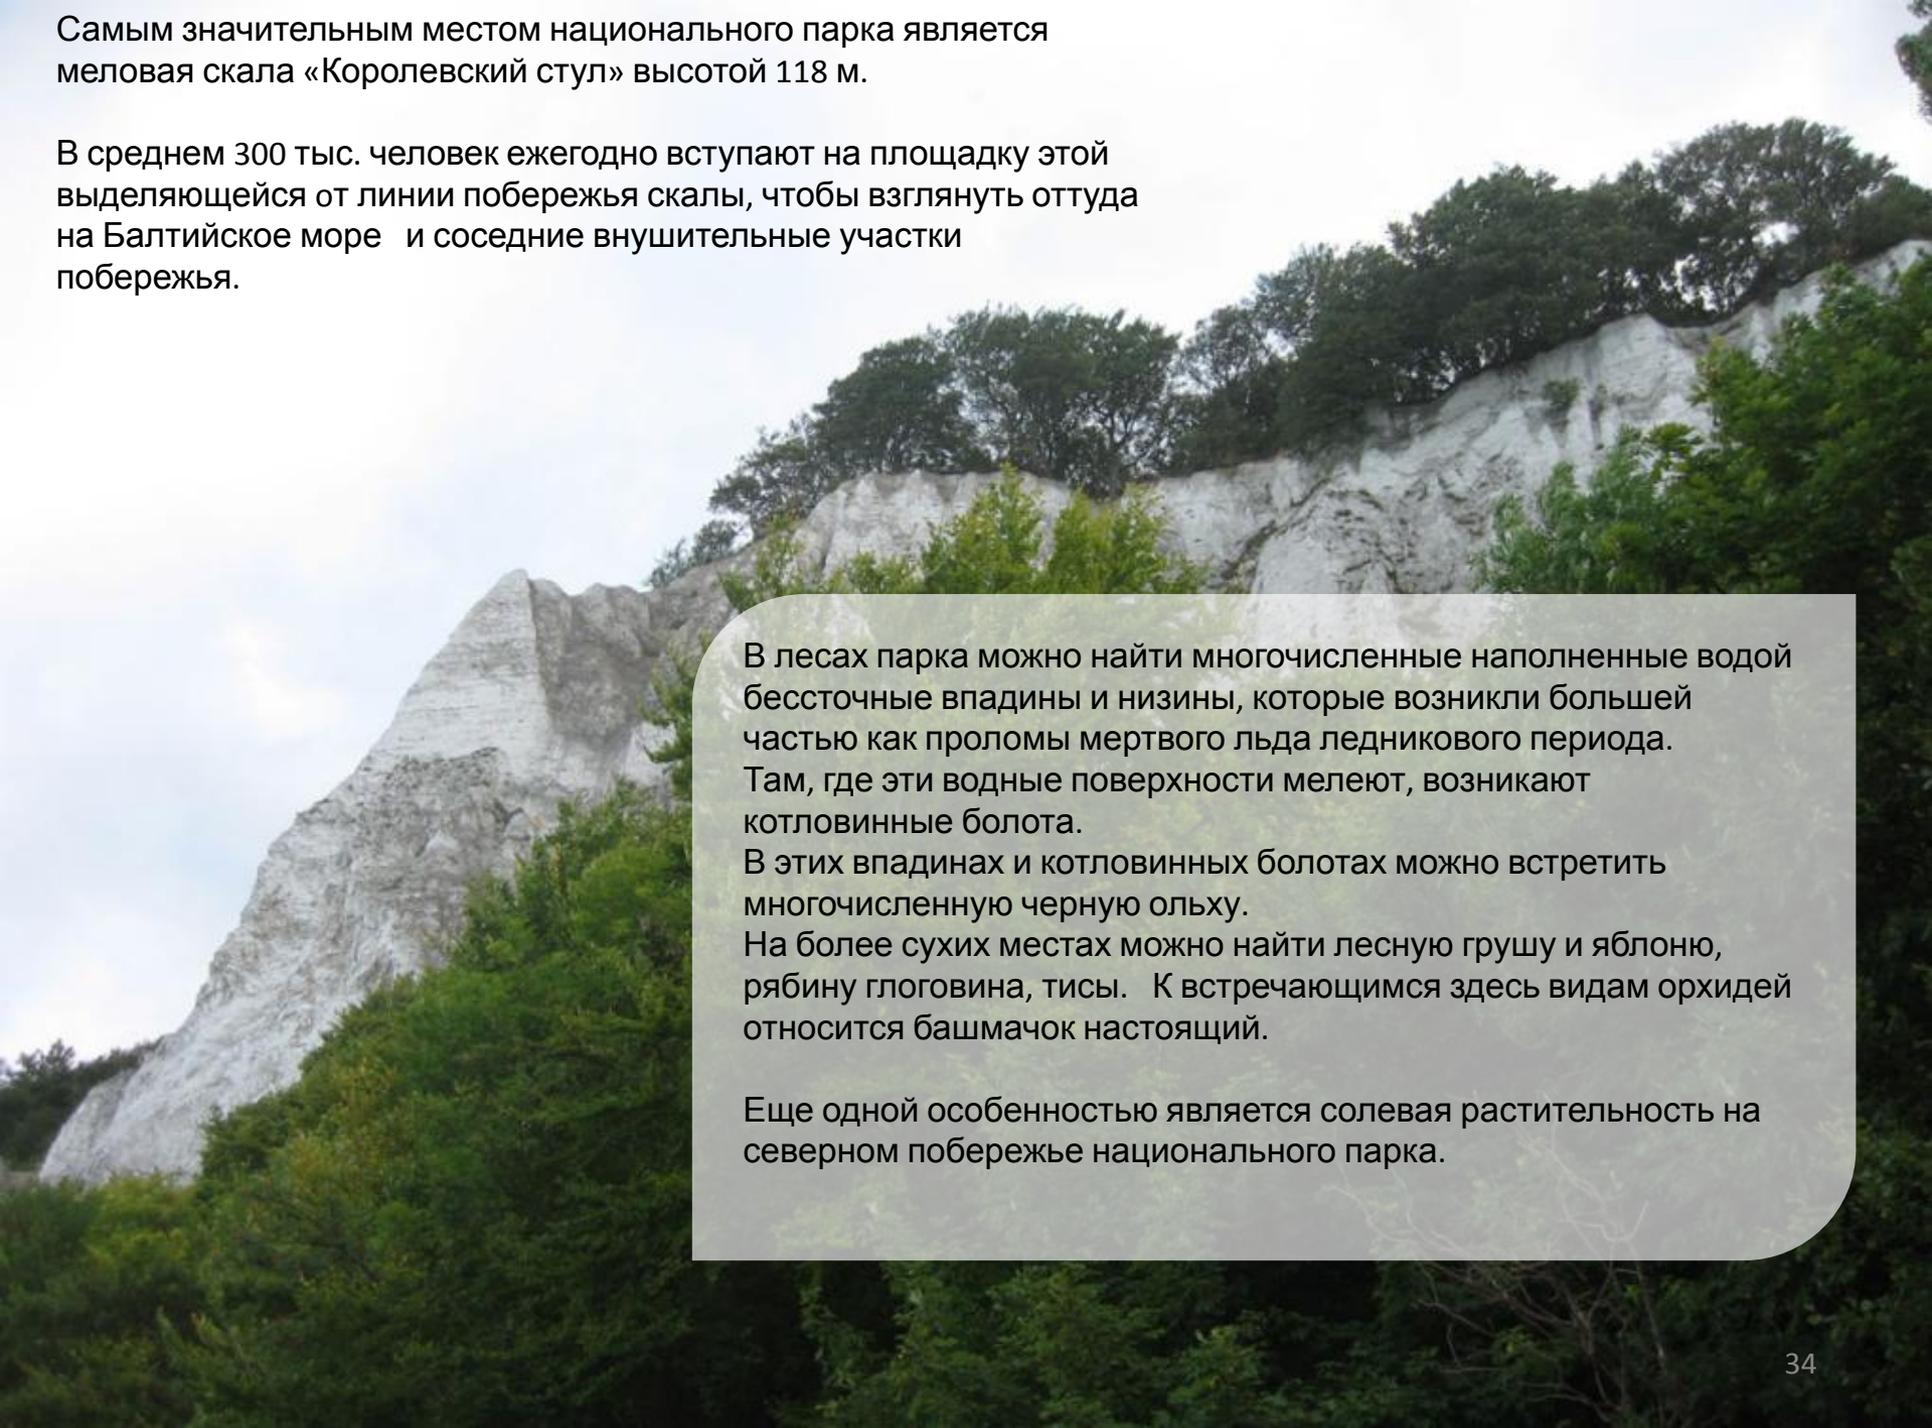 Самым значительным местом национального парка является
меловая скала «Королевский стул» высотой 118 м.
В среднем 300 тыс. человек ежегодно вступают на площадку этой
выделяющейся от линии побережья скалы, чтобы взглянуть оттуда
на Балтийское море   и соседние внушительные участки
побережья.
В лесах парка можно найти многочисленные наполненные водой
бессточные впадины и низины, которые возникли большей
частью как проломы мертвого льда ледникового периода.
Там, где эти водные поверхности мелеют, возникают
котловинные болота.
В этих впадинах и котловинных болотах можно встретить
многочисленную черную ольху.
На более сухих местах можно найти лесную грушу и яблоню,
рябину глоговина, тисы.   К встречающимся здесь видам орхидей
относится башмачок настоящий.
Еще одной особенностью является солевая растительность на
северном побережье национального парка.
34